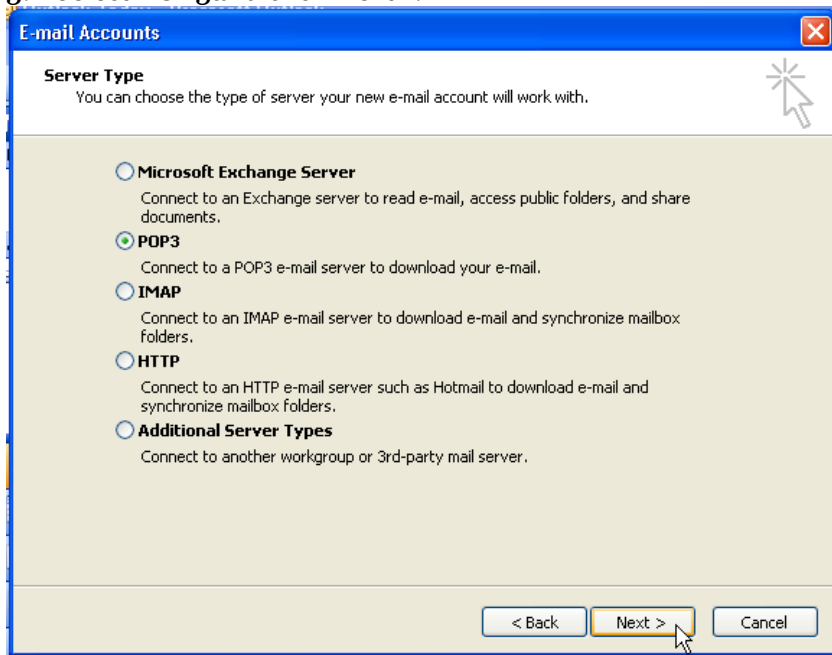 E-mail Accounts
Server Type
You can choose the type of server your new e-mail account will work with.
Microsoft Exchange Server
Connect to an Exchange server to read e-mail, access public folders, and share
documents.
POP3
Connect to a POP3 e-mail server to download your e-mail.
IMAP
Connect to an IMAP e-mail server to download e-mail and synchronize mailbox
folders.
HTTP
Connect to an HTTP e-mail server such as Hotmail to download e-mail and
synchronize mailbox folders.
Additional Server Types
Connect to another workgroup or 3rd-party mail server.
< Back Next > Cancel